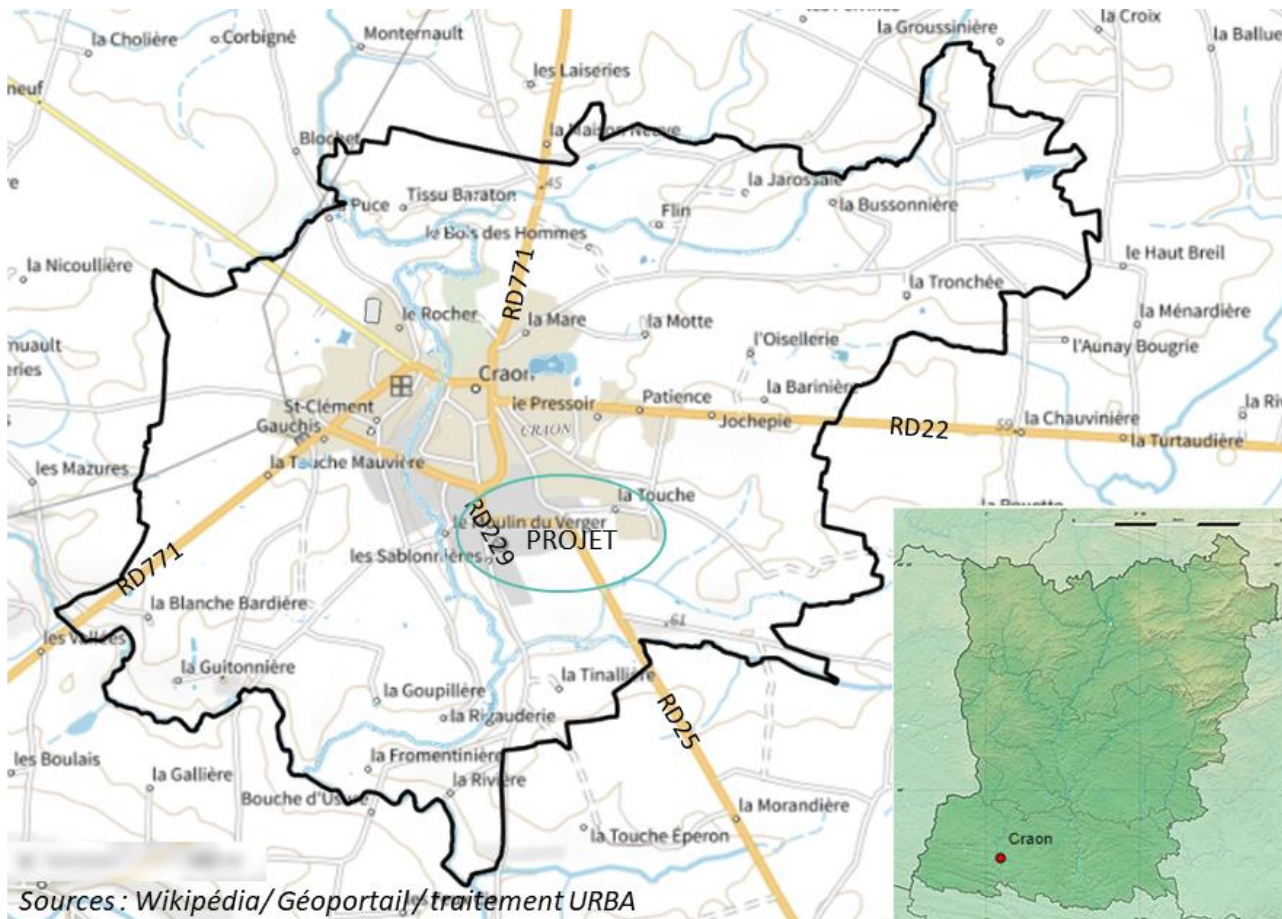 la Cholière
Corbigné
Monternault
la Groussinière
la Croix
la Ballue
les Laiseries
neuf
Blochet
la Maison Neuve
45
la Jarossaie
Tissu Baraton
la Bussonnière
Puce
Flin
le Bois des Hommes
la Nicoullière
RD771
le Haut Breil
la Tronchée
le Rocher
la Mare
la Motte
la Ménardière
l'Oisellerie
l'Aunay Bougrie
Craon
la Barinière
St-Clément
le Pressoir
Patience
Jochepie
Gauchis
CRAON
RD22
59
la Chauvinière
la Turtaudière
les Mazures
la Touche Mauvière
la Touche
RD229
le Moulin du Verger
PROJET
les Sablonnières
RD771
la Blanche Bardière
61
les Vallées
la Guitonnière
la Tinallière
la Goupillère
la Rigauderie
RD25
les Boulais
la Gallière
la Fromentinière
la Rivière
Bouche d'Usure
la Morandière
la Touche Éperon
Craon
Sources : Wikipédia/ Géoportail / traitement URBA